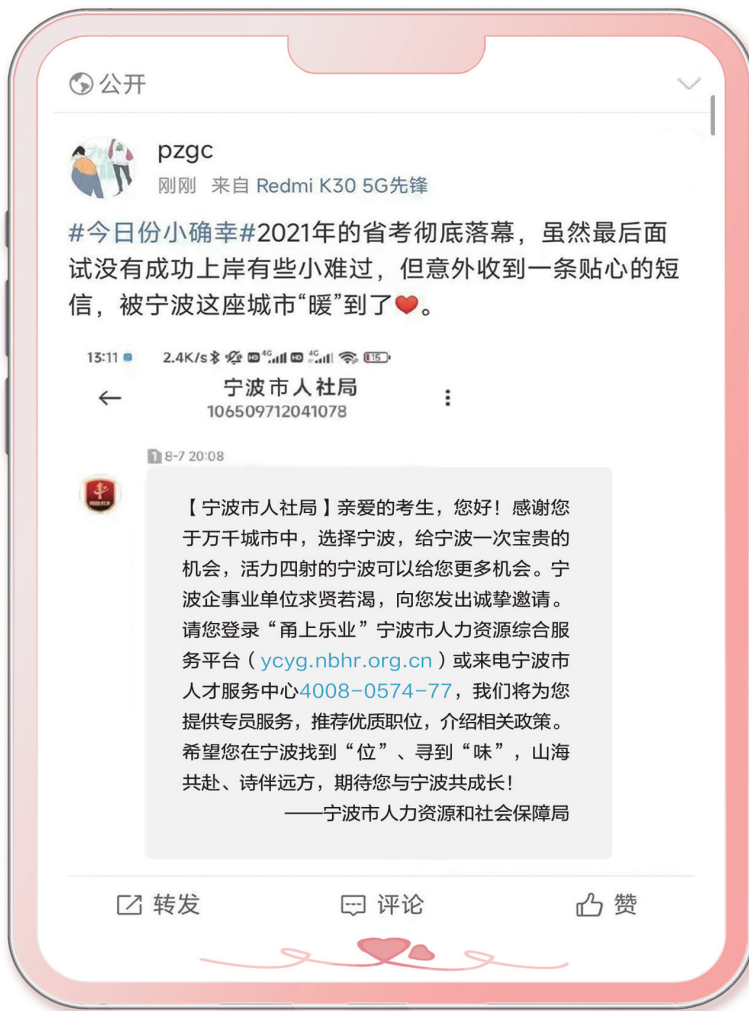 公开
pzgc
刚刚 来自 Redmi K30 5G先锋
#今日份小确幸#2021年的省考彻底落幕，虽然最后面
试没有成功上岸有些小难过，但意外收到一条贴心的短
信，被宁波这座城市“暖”到了❤。
13:11 2.4K/s HD 4G HD 4G 15
宁波市人社局
106509712041078
1 8-7 20:08
【宁波市人社局】亲爱的考生，您好！感谢您
于万千城市中，选择宁波，给宁波一次宝贵的
机会，活力四射的宁波可以给您更多机会。宁
波企事业单位求贤若渴，向您发出诚挚邀请。
请您登录“甬上乐业”宁波市人力资源综合服
务平台（ycyg.nbhr.org.cn）或来电宁波市
人才服务中心4008-0574-77，我们将为您
提供专员服务，推荐优质职位，介绍相关政策。
希望您在宁波找到“位”、寻到“味”，山海
共赴、诗伴远方，期待您与宁波共成长！
——宁波市人力资源和社会保障局
转发 评论 赞